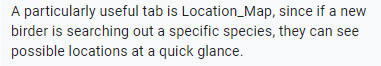 A particularly useful tab is Location_Map, since if a new
birder is searching out a specific species, they can see
possible locations at a quick glance.